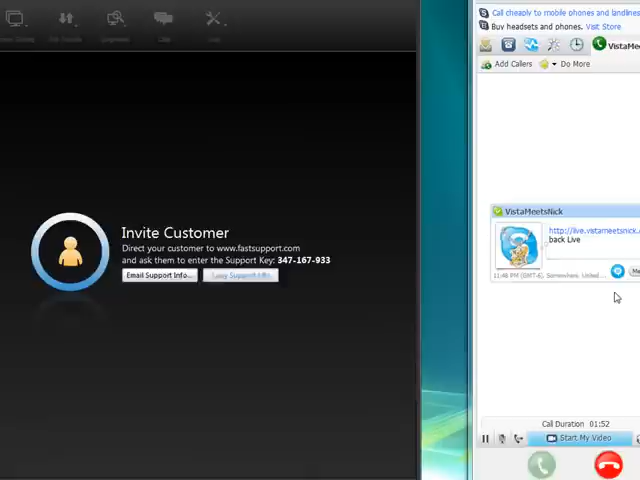 Invite Customer
Direct your customer to www.fastsupport.com
and ask them to enter the Support Key: 347-167-933
Email Support Info...
Call cheaply to mobile phones and landlines
Buy headsets and phones. Visit Store
VistaMee
Add Callers
Do More
VistaMeetsNick
http://live.vistameetsnick.
back Live
11:48 PM (GMT-6), Somewhere, United ...
Call Duration 01:52
Start My Video